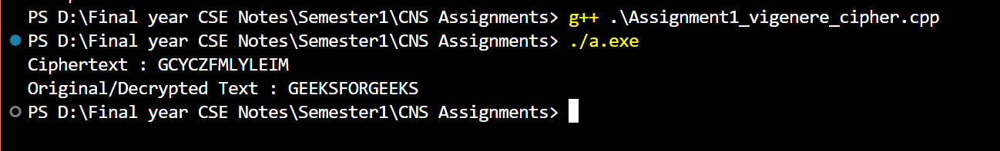 PS D:\Final year CSE Notes\Semester1\CNS Assignments> g++ .\Assignment1_vigenere_cipher.cpp
PS D:\Final year CSE Notes\Semester1\CNS Assignments> ./a.exe
Ciphertext : GCYCZFMLYLEIM
Original/Decrypted Text : GEEKSFORGEEKS
PS D:\Final year CSE Notes\Semester1\CNS Assignments>